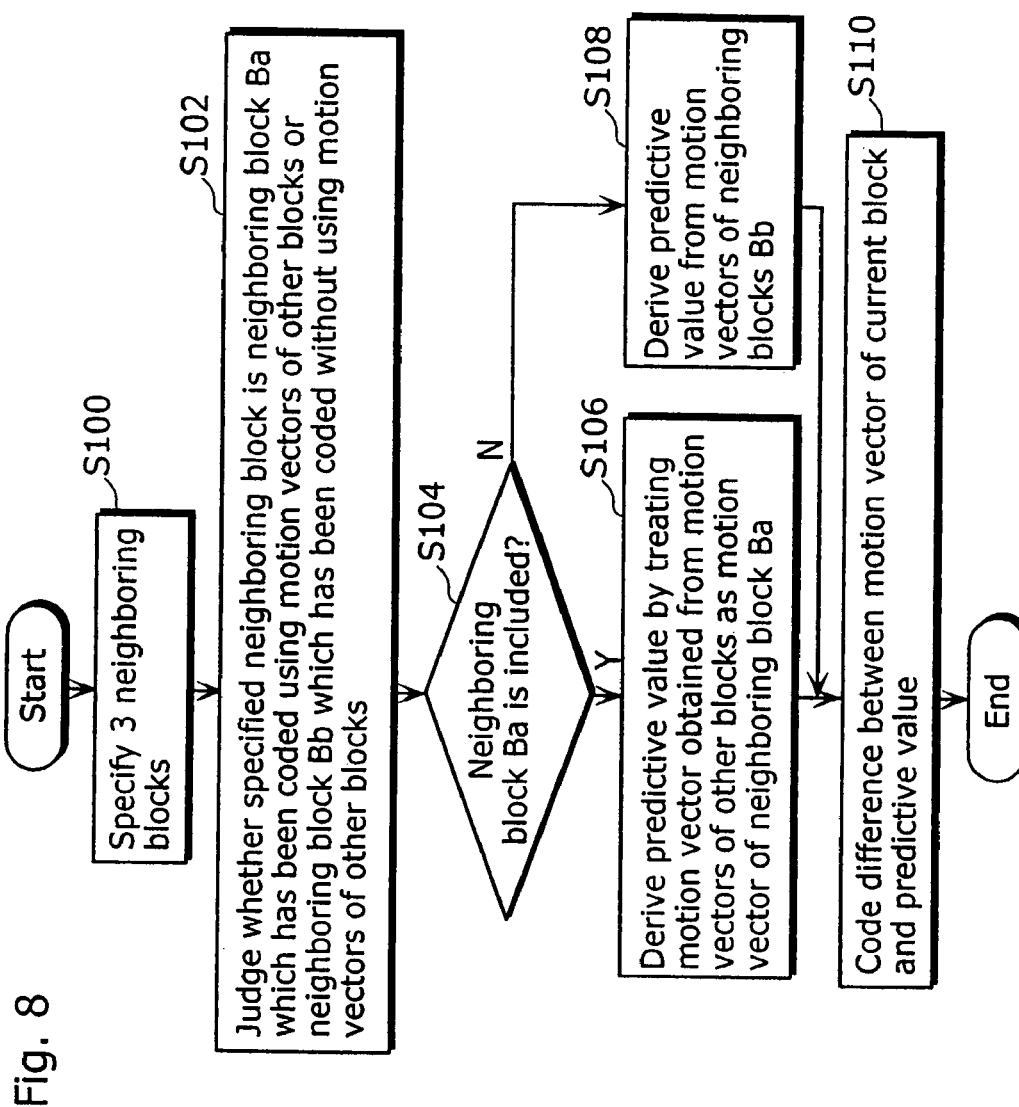 Fig. 8
Start
S100
Specify 3 neighboring
blocks
S102
Judge whether specified neighboring block is neighboring block Ba
which has been coded using motion vectors of other blocks or
neighboring block Bb which has been coded without using motion
vectors of other blocks
S104
Neighboring
block Ba is included?
N
Y
S106
Derive predictive value by treating
motion vector obtained from motion
vectors of other blocks as motion
vector of neighboring block Ba
S108
Derive predictive
value from motion
vectors of neighboring
blocks Bb
S110
Code difference between motion vector of current block
and predictive value
End